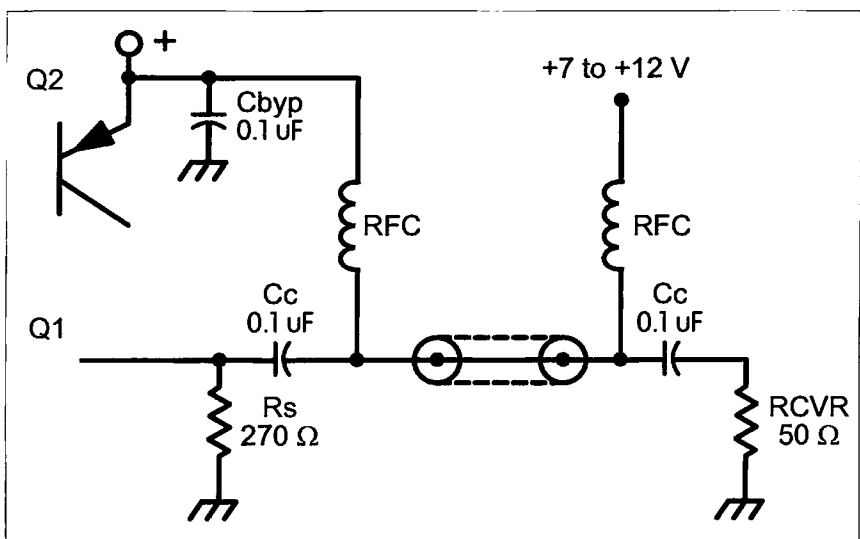 +
Q2
+7 to +12 V
Cbyp
0.1 uF
RFC
RFC
Cc
0.1 uF
Cc
0.1 uF
Q1
Rs
270 Ω
RCVR
50 Ω